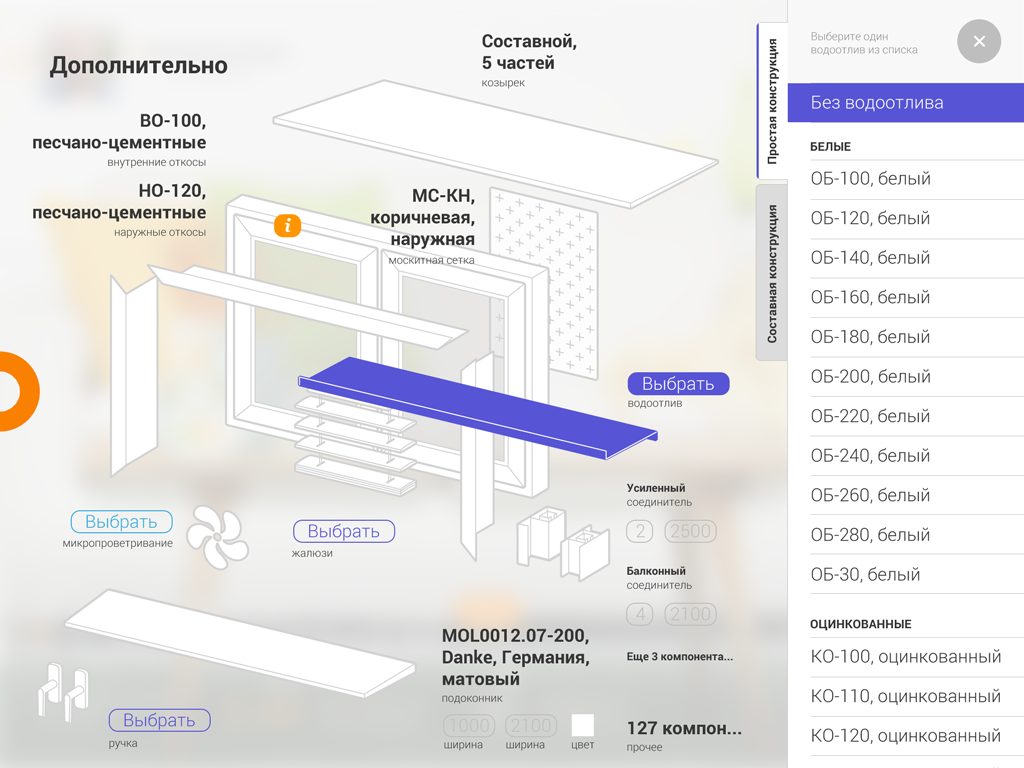 Дополнительно
Составной,
5 частей
козырек
ВО-100,
песчано-цементные
внутренние откосы
НО-120,
песчано-цементные
наружные откосы
МС-КН,
коричневая,
наружная
москитная сетка
i
Выбрать
водоотлив
Усиленный
соединитель
2 2500
Балконный
соединитель
4 2100
Еще 3 компонента...
127 компон...
прочее
Выбрать
микропроветривание
Выбрать
жалюзи
MOL0012.07-200,
Danke, Германия,
матовый
подоконник
1000 2100
ширина ширина цвет
Выбрать
ручка
Простая конструкция
Составная конструкция
Выберите один
водоотлив из списка
Без водоотлива
БЕЛЫЕ
ОБ-100, белый
ОБ-120, белый
ОБ-140, белый
ОБ-160, белый
ОБ-180, белый
ОБ-200, белый
ОБ-220, белый
ОБ-240, белый
ОБ-260, белый
ОБ-280, белый
ОБ-30, белый
ОЦИНКОВАННЫЕ
КО-100, оцинкованный
КО-110, оцинкованный
КО-120, оцинкованный